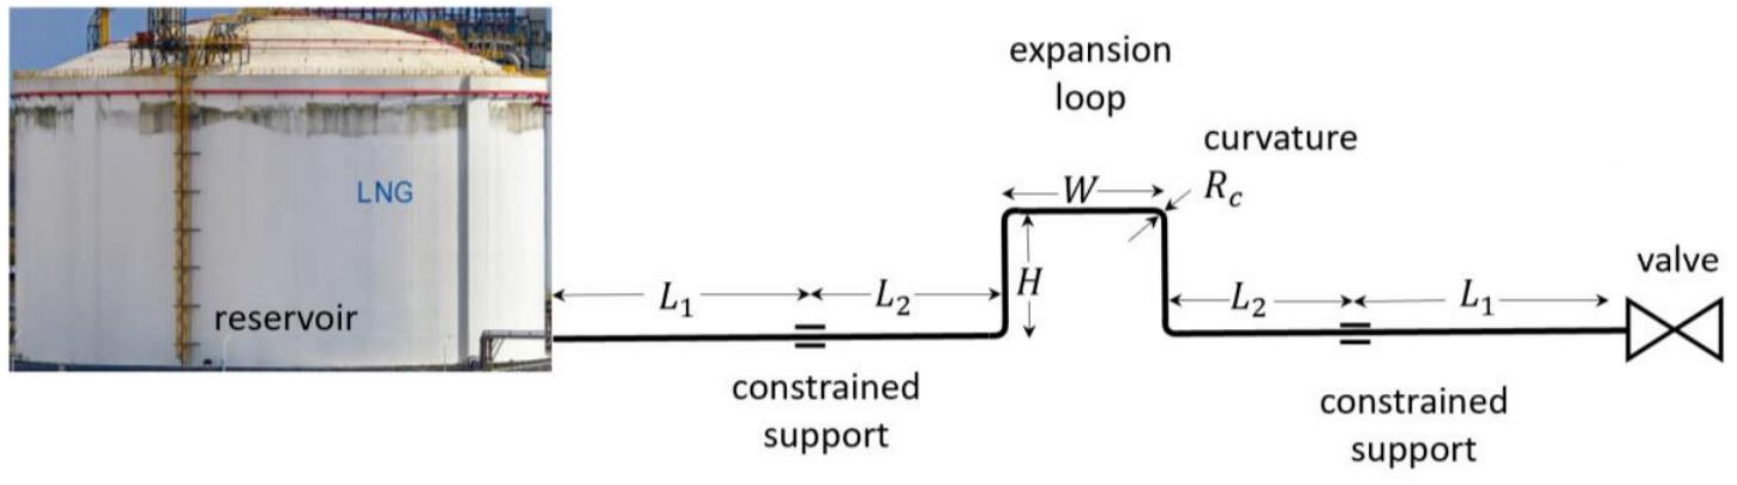 expansion
loop
curvature
W
R_c
LNG
valve
reservoir
L_1
L_2
H
L_2
L_1
constrained
support
constrained
support